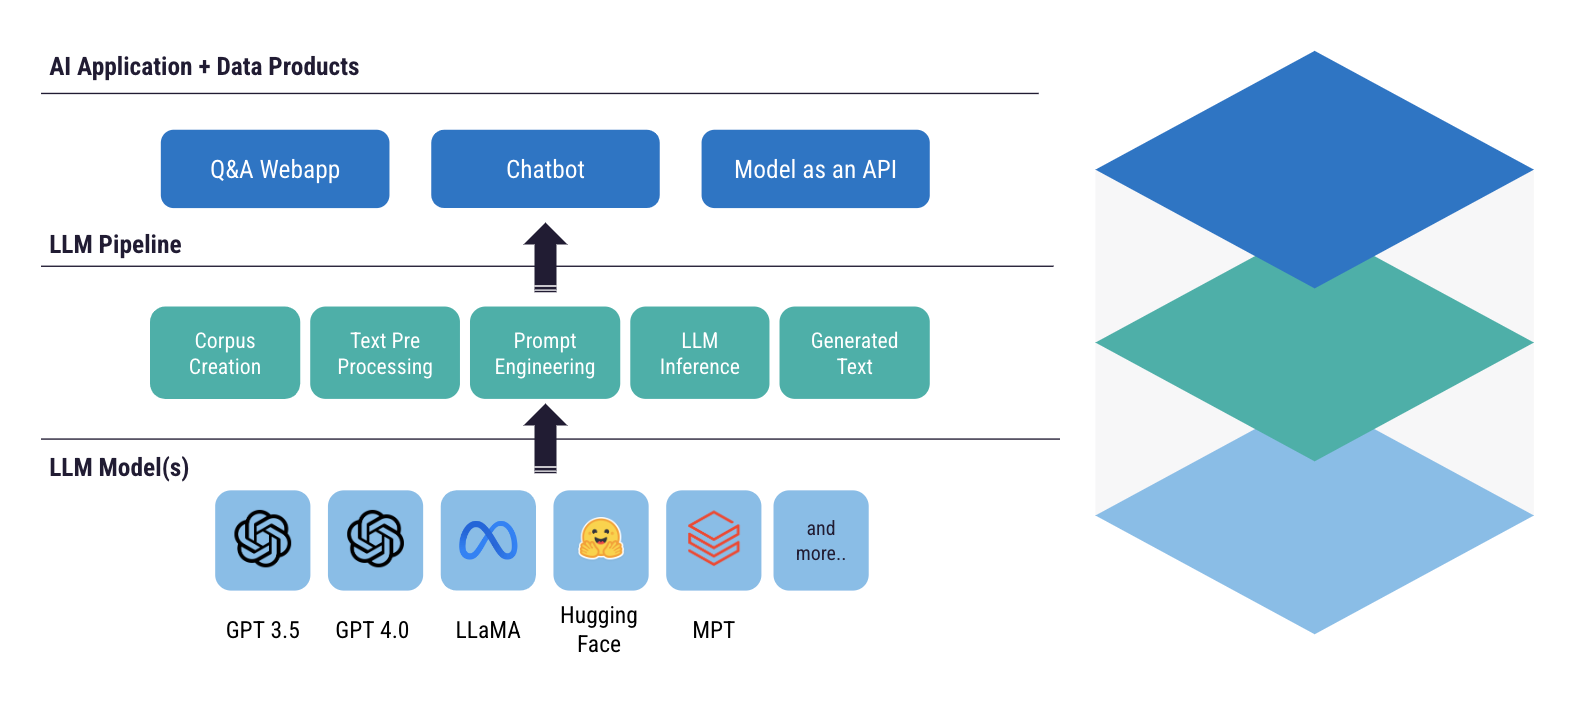 AI Application + Data Products
Q&A Webapp
Chatbot
Model as an API
LLM Pipeline
Corpus
Creation
Text Pre
Processing
Prompt
Engineering
LLM
Inference
Generated
Text
LLM Model(s)
and
more..
GPT 3.5
GPT 4.0
LLaMA
Hugging
Face
MPT